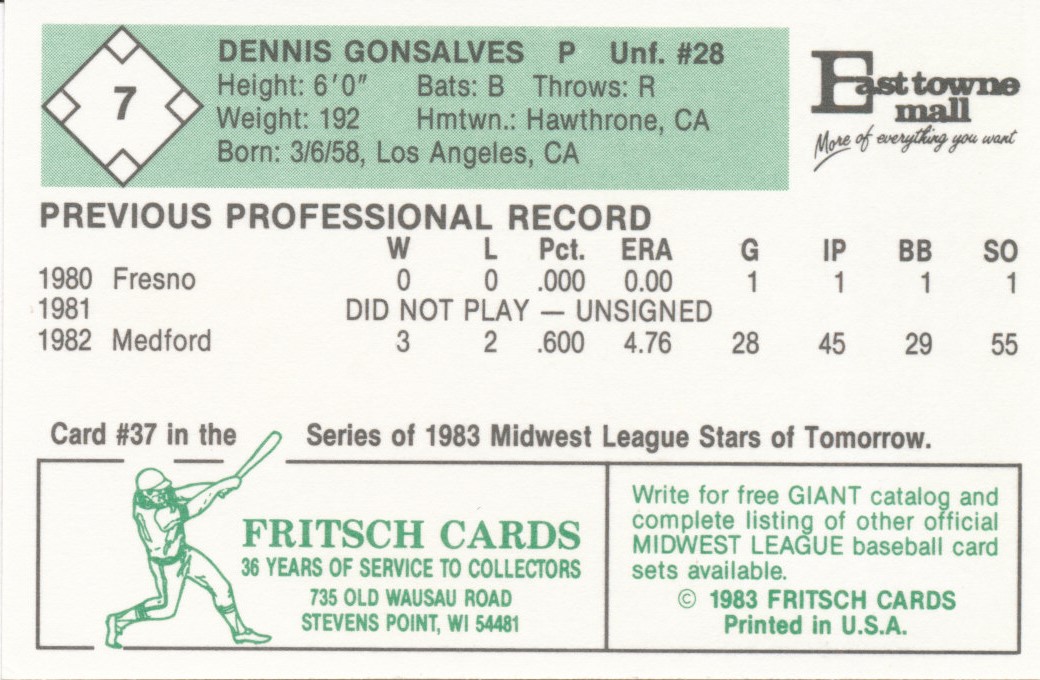 7
DENNIS GONSALVES P Unf. #28
Height: 6'0" Bats: B Throws: R
Weight: 192 Hmtwn.: Hawthrone, CA
Born: 3/6/58, Los Angeles, CA
East towne
mall
More of everything you want
PREVIOUS PROFESSIONAL RECORD
W L Pct. ERA G IP BB SO
1980 Fresno 0 0 .000 0.00 1 1 1 1
1981 DID NOT PLAY — UNSIGNED
1982 Medford 3 2 .600 4.76 28 45 29 55
Card #37 in the Series of 1983 Midwest League Stars of Tomorrow.
FRITSCH CARDS
36 YEARS OF SERVICE TO COLLECTORS
735 OLD WAUSAU ROAD
STEVENS POINT, WI 54481
Write for free GIANT catalog and
complete listing of other official
MIDWEST LEAGUE baseball card
sets available.
© 1983 FRITSCH CARDS
Printed in U.S.A.